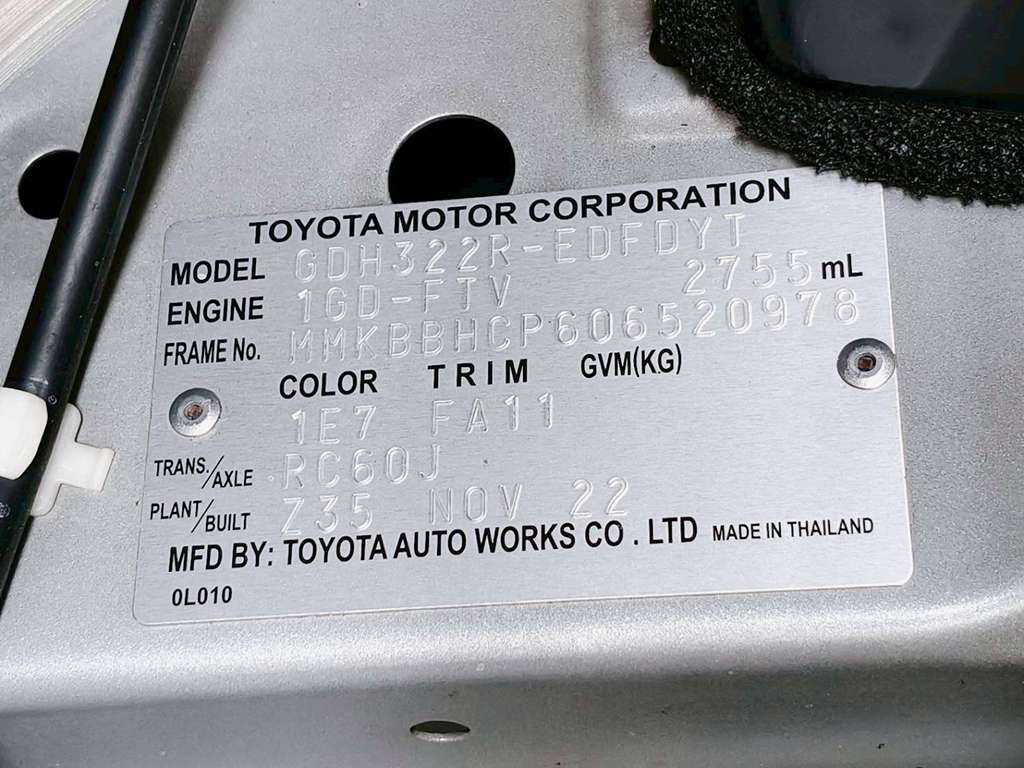 TOYOTA MOTOR CORPORATION
MODEL GDH322R-EDFDYT
ENGINE 1GD-FTV 2755 mL
FRAME No. MMKBBHCP606520978
COLOR TRIM GVM(KG)
1E7 FA11
TRANS./AXLE RC60J
PLANT/BUILT Z35 NOV 22
MFD BY: TOYOTA AUTO WORKS CO . LTD MADE IN THAILAND
0L010